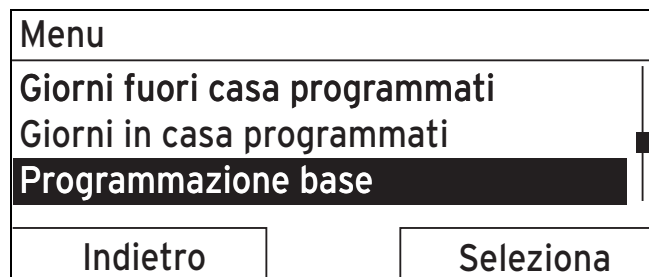 Menu
Giorni fuori casa programmati
Giorni in casa programmati
Programmazione base
Indietro
Seleziona